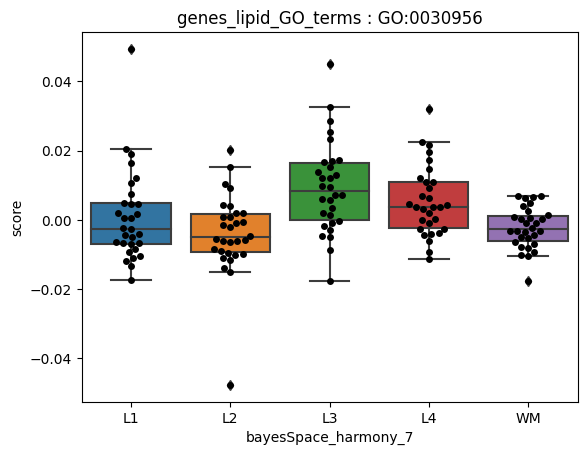 genes_lipid_GO_terms : GO:0030956
0.04
0.02
0.00
−0.02
−0.04
score
L1 L2 L3 L4 WM
bayesSpace_harmony_7